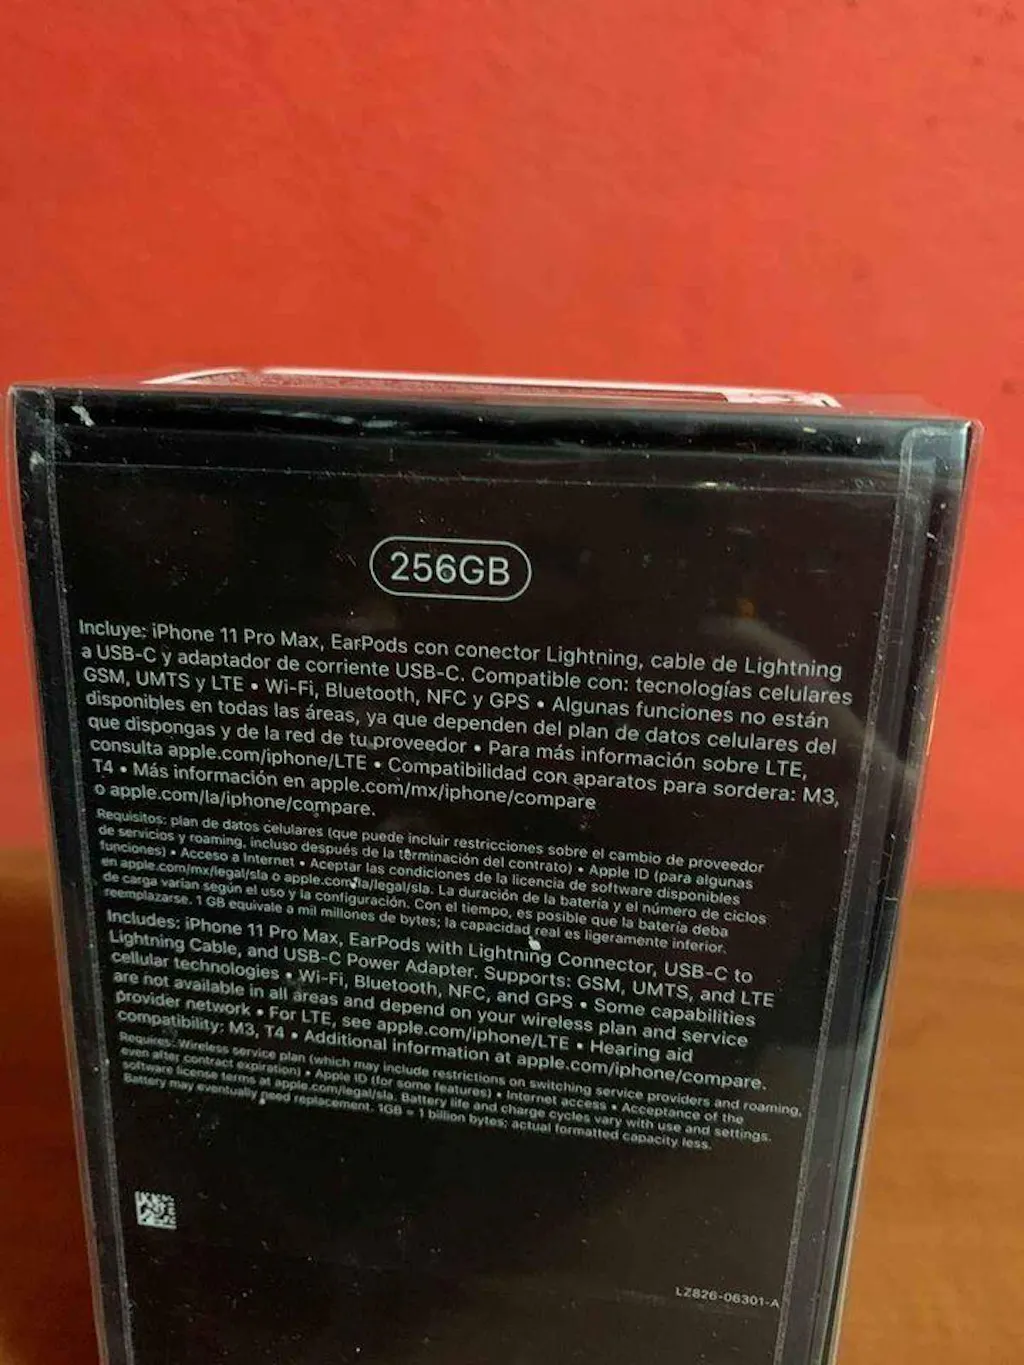 256GB
Incluye: iPhone 11 Pro Max, EarPods con conector Lightning, cable de Lightning
a USB-C y adaptador de corriente USB-C. Compatible con: tecnologías celulares
GSM, UMTS y LTE • Wi-Fi, Bluetooth, NFC y GPS • Algunas funciones no están
disponibles en todas las áreas, ya que dependen del plan de datos celulares del
que dispongas y de la red de tu proveedor • Para más información sobre LTE,
consulta apple.com/iphone/LTE • Compatibilidad con aparatos para sordera: M3,
T4 • Más información en apple.com/mx/iphone/compare
o apple.com/la/iphone/compare.
Requisitos: plan de datos celulares (que puede incluir restricciones sobre el cambio de proveedor
de servicios y roaming, incluso después de la terminación del contrato) • Apple ID (para algunas
funciones) • Acceso a Internet • Aceptar las condiciones de la licencia de software disponibles
en apple.com/mx/legal/sla o apple.com/la/legal/sla. La duración de la batería y el número de ciclos
de carga varían según el uso y la configuración. Con el tiempo, es posible que la batería deba
reemplazarse. 1 GB equivale a mil millones de bytes; la capacidad real es ligeramente inferior.
Includes: iPhone 11 Pro Max, EarPods with Lightning Connector, USB-C to
Lightning Cable, and USB-C Power Adapter. Supports: GSM, UMTS, and LTE
cellular technologies • Wi-Fi, Bluetooth, NFC, and GPS • Some capabilities
are not available in all areas and depend on your wireless plan and service
provider network • For LTE, see apple.com/iphone/LTE • Hearing aid
compatibility: M3, T4 • Additional information at apple.com/iphone/compare.
Requires: Wireless service plan (which may include restrictions on switching service providers and roaming,
even after contract expiration) • Apple ID (for some features) • Internet access • Acceptance of the
software license terms at apple.com/legal/sla. Battery life and charge cycles vary with use and settings.
Battery may eventually need replacement. 1GB = 1 billion bytes; actual formatted capacity less.
LZ826-06301-A